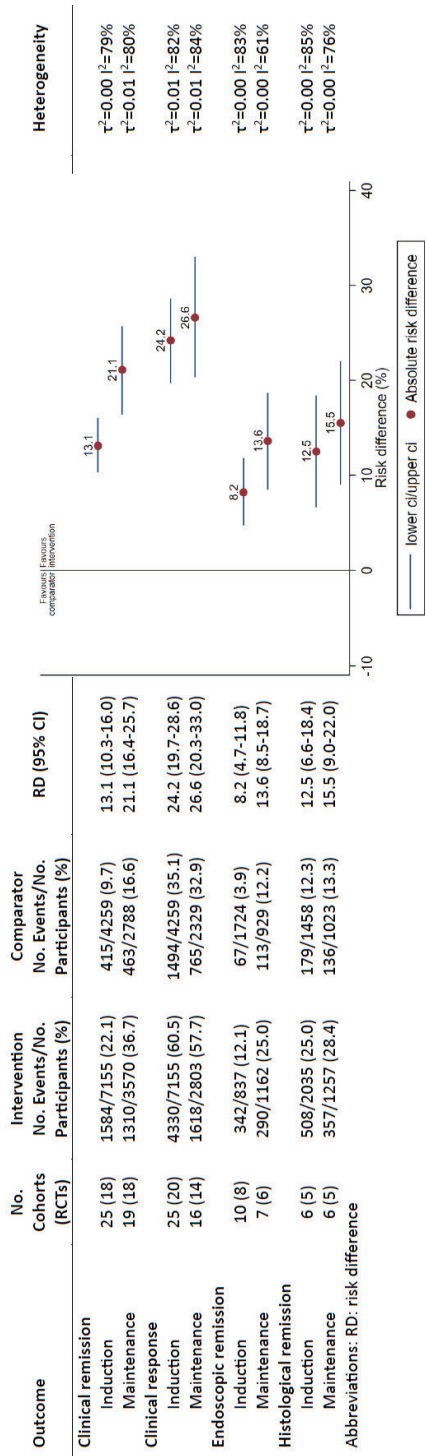 Outcome No. Cohorts (RCTs) Intervention No. Events/No. Participants (%) Comparator No. Events/No. Participants (%) RD (95% CI) Heterogeneity
Favours comparator Favours intervention
Clinical remission
Induction 25 (18) 1584/7155 (22.1) 415/4259 (9.7) 13.1 (10.3-16.0) 13.1 τ²=0.00 I²=79%
Maintenance 19 (18) 1310/3570 (36.7) 463/2788 (16.6) 21.1 (16.4-25.7) 21.1 τ²=0.01 I²=80%
Clinical response
Induction 25 (20) 4330/7155 (60.5) 1494/4259 (35.1) 24.2 (19.7-28.6) 24.2 τ²=0.01 I²=82%
Maintenance 16 (14) 1618/2803 (57.7) 765/2329 (32.9) 26.6 (20.3-33.0) 26.6 τ²=0.01 I²=84%
Endoscopic remission
Induction 10 (8) 342/837 (12.1) 67/1724 (3.9) 8.2 (4.7-11.8) 8.2 τ²=0.00 I²=83%
Maintenance 7 (6) 290/1162 (25.0) 113/929 (12.2) 13.6 (8.5-18.7) 13.6 τ²=0.00 I²=61%
Histological remission
Induction 6 (5) 508/2035 (25.0) 179/1458 (12.3) 12.5 (6.6-18.4) 12.5 τ²=0.00 I²=85%
Maintenance 6 (5) 357/1257 (28.4) 136/1023 (13.3) 15.5 (9.0-22.0) 15.5 τ²=0.00 I²=76%
Abbreviations: RD: risk difference
-10 0 10 20 30 40
Risk difference (%)
lower ci/upper ci Absolute risk difference